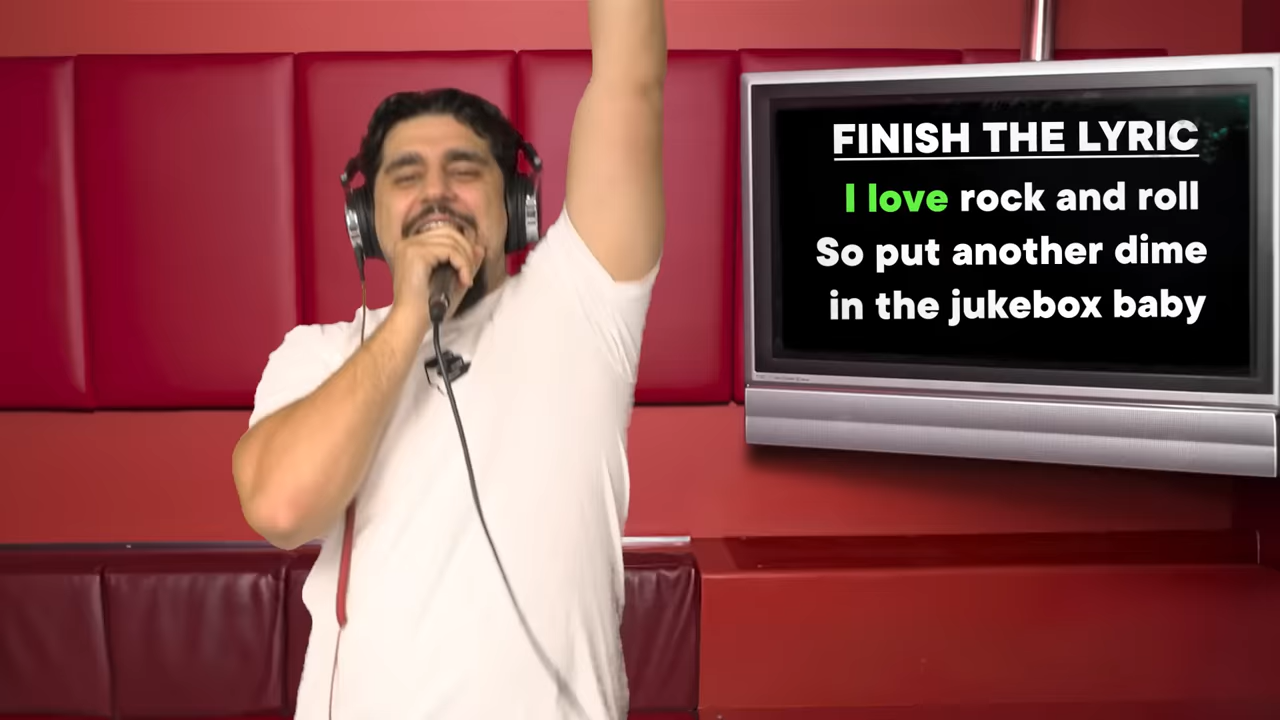 FINISH THE LYRIC
I love rock and roll
So put another dime
in the jukebox baby